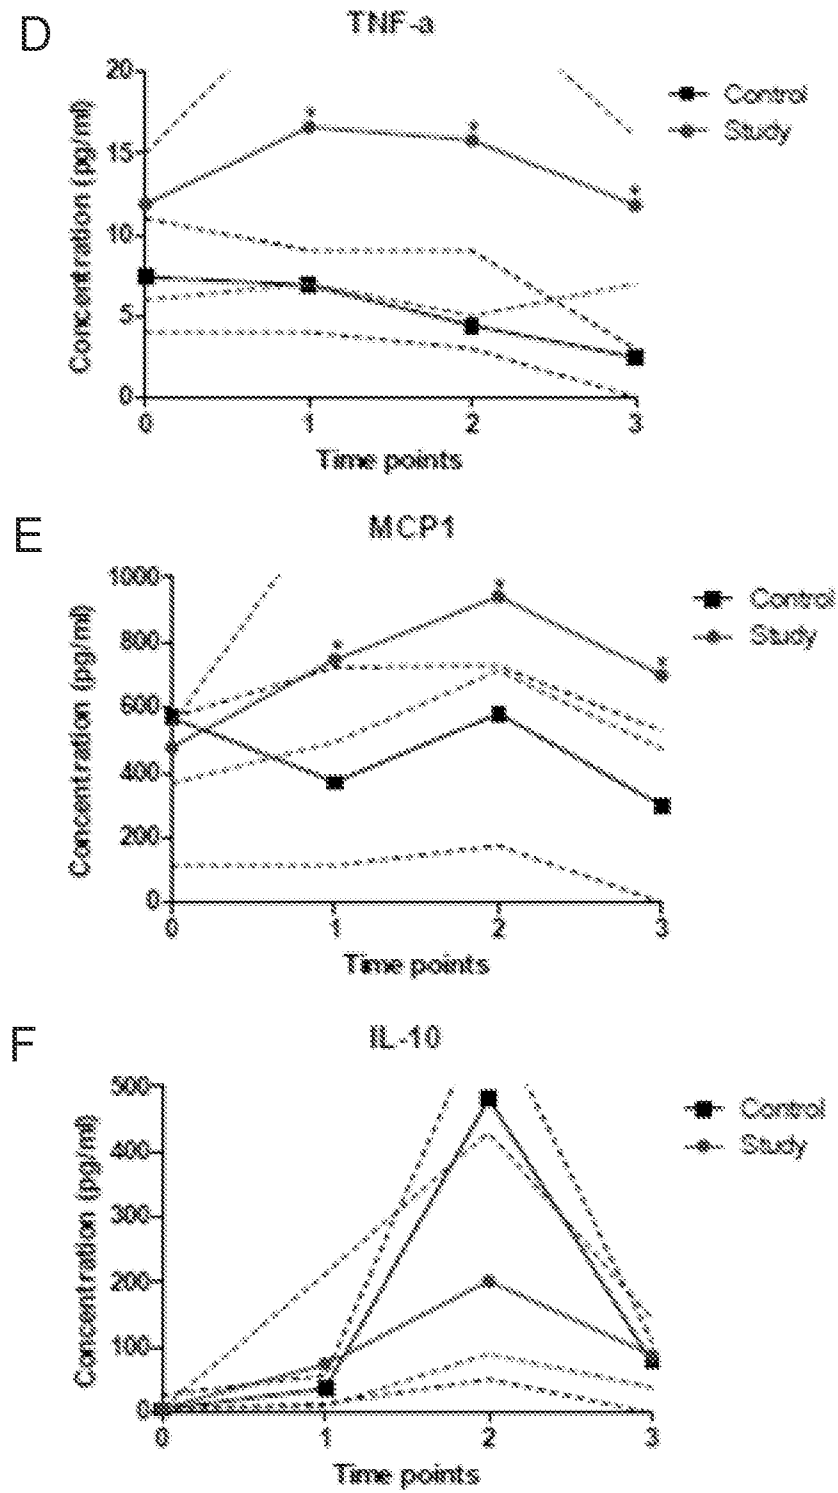 D
TNF-a
20
15
10
5
0
Concentration (pg/ml)
0 1 2 3
Time points
* * *
Control
Study
E
MCP1
1000
800
600
400
200
0
Concentration (pg/ml)
0 1 2 3
Time points
* * *
Control
Study
F
IL-10
500
400
300
200
100
0
Concentration (pg/ml)
0 1 2 3
Time points
Control
Study